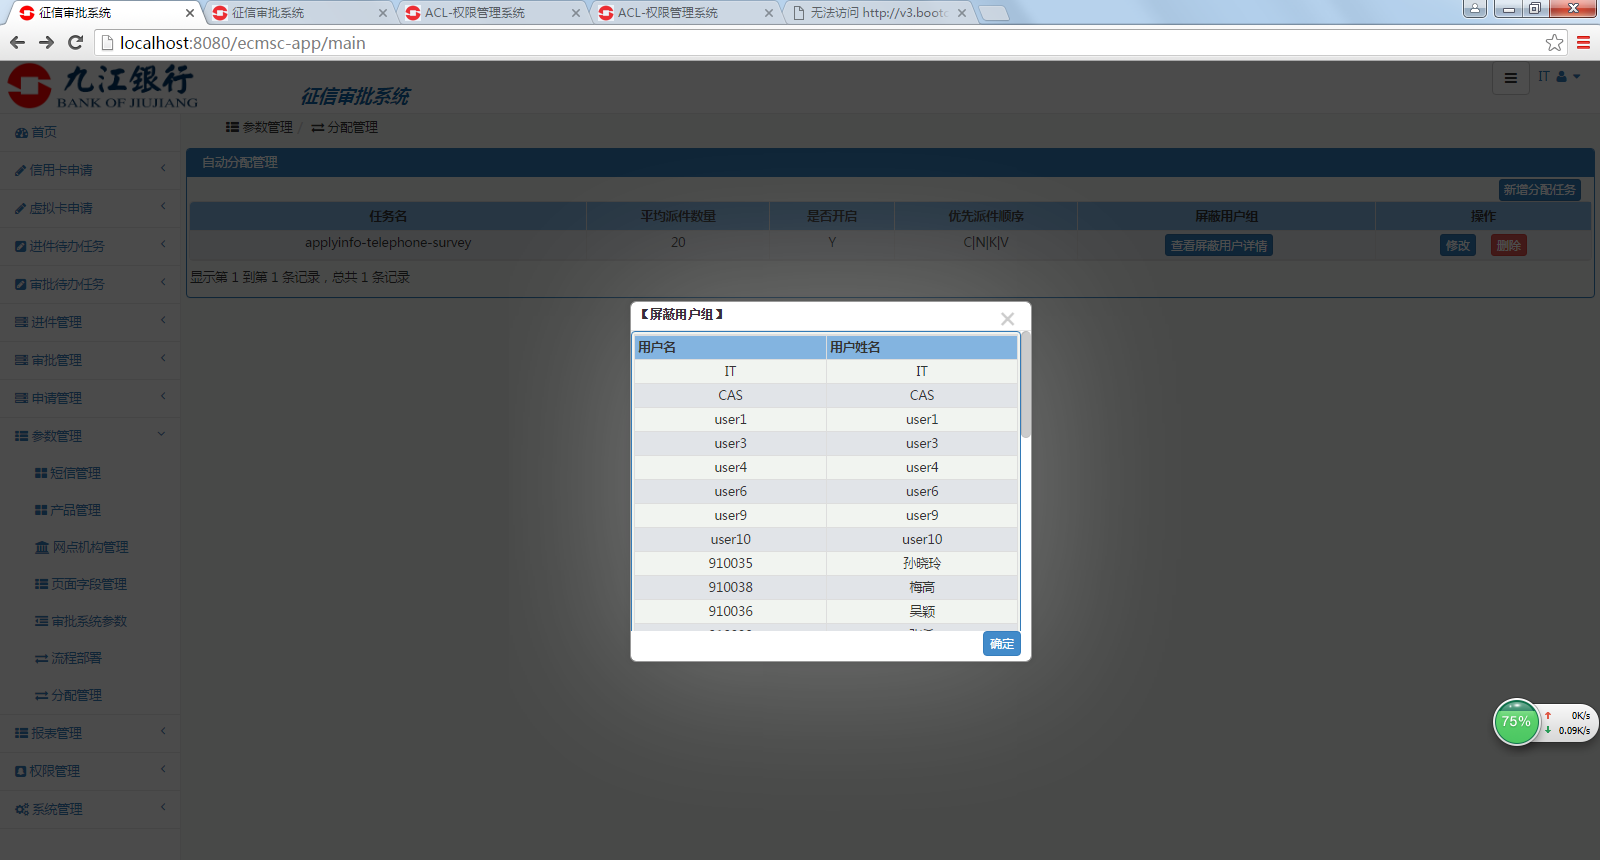 征信审批系统
征信审批系统
ACL-权限管理系统
ACL-权限管理系统
无法访问 http://v3.bootc
localhost:8080/ecmsc-app/main
九江银行
BANK OF JIUJIANG
征信审批系统
IT
首页
信用卡申请
虚拟卡申请
进件待办任务
审批待办任务
进件管理
审批管理
申请管理
参数管理
短信管理
产品管理
网点机构管理
页面字段管理
审批系统参数
流程部署
分配管理
报表管理
权限管理
系统管理
参数管理 / 分配管理
自动分配管理
新增分配任务
任务名 平均派件数量 是否开启 优先派件顺序 屏蔽用户组 操作
applyinfo-telephone-survey 20 Y C|N|K|V 查看屏蔽用户详情 修改 删除
显示第 1 到第 1 条记录，总共 1 条记录
【屏蔽用户组】
用户名 用户姓名
IT IT
CAS CAS
user1 user1
user3 user3
user4 user4
user6 user6
user9 user9
user10 user10
910035 孙晓玲
910038 梅高
910036 吴颖
确定
75%
0K/s
0.09K/s